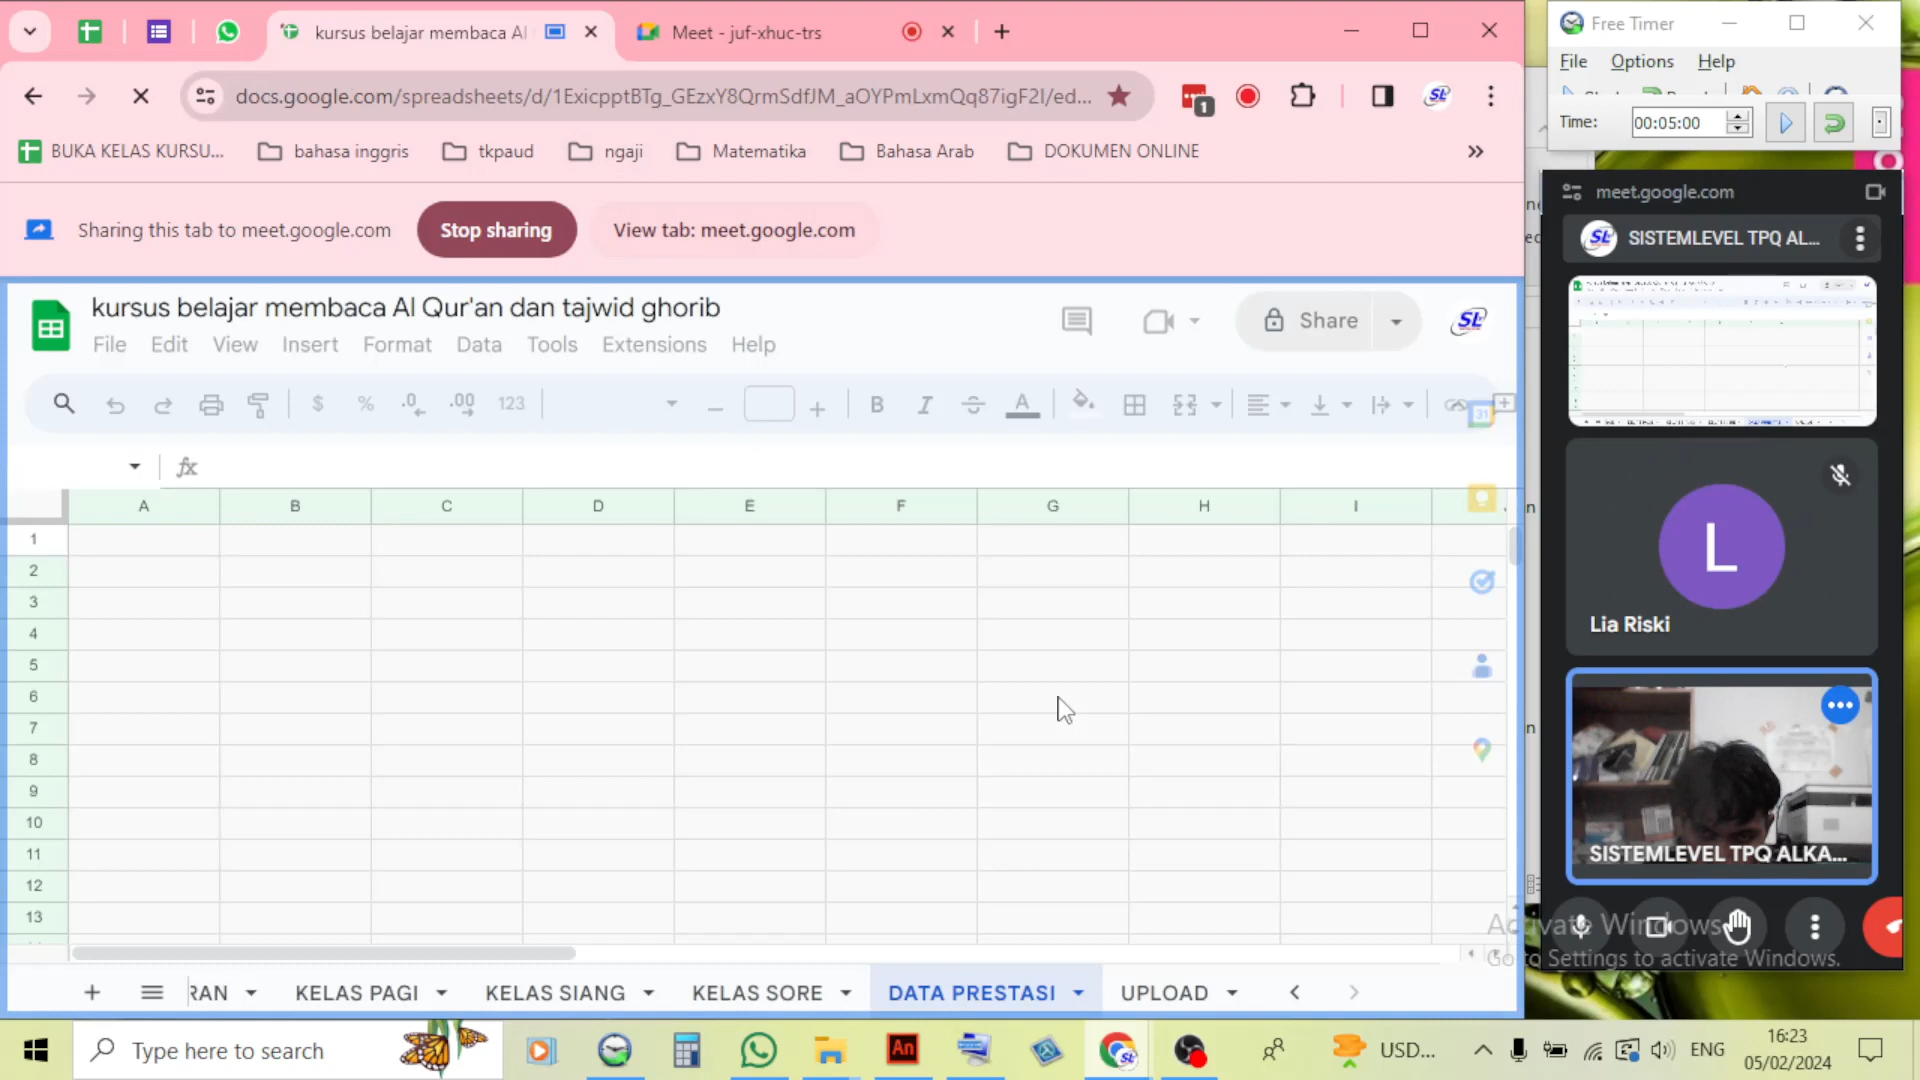 kursus belajar membaca Al
Meet - juf-xhuc-trs
docs.google.com/spreadsheets/d/1ExicpptBTg_GEzxY8QrmSdfJM_aOYPmLxmQq87igF2I/ed...
1
BUKA KELAS KURSU...
bahasa inggris
tkpaud
ngaji
Matematika
Bahasa Arab
DOKUMEN ONLINE
Sharing this tab to meet.google.com
Stop sharing
View tab: meet.google.com
kursus belajar membaca Al Qur'an dan tajwid ghorib
File Edit View Insert Format Data Tools Extensions Help
Share
$ % .0 .00 123
B I A
31
fx
A B C D E F G H I
1
2
3
4
5
6
7
8
9
10
11
12
13
RAN
KELAS PAGI
KELAS SIANG
KELAS SORE
DATA PRESTASI
UPLOAD
Free Timer
File Options Help
Time: 00:05:00
meet.google.com
SISTEMLEVEL TPQ AL...
L
Lia Riski
SISTEMLEVEL TPQ ALKA...
Activate Windows
Go to Settings to activate Windows.
Type here to search
An
USD...
ENG
16:23
05/02/2024